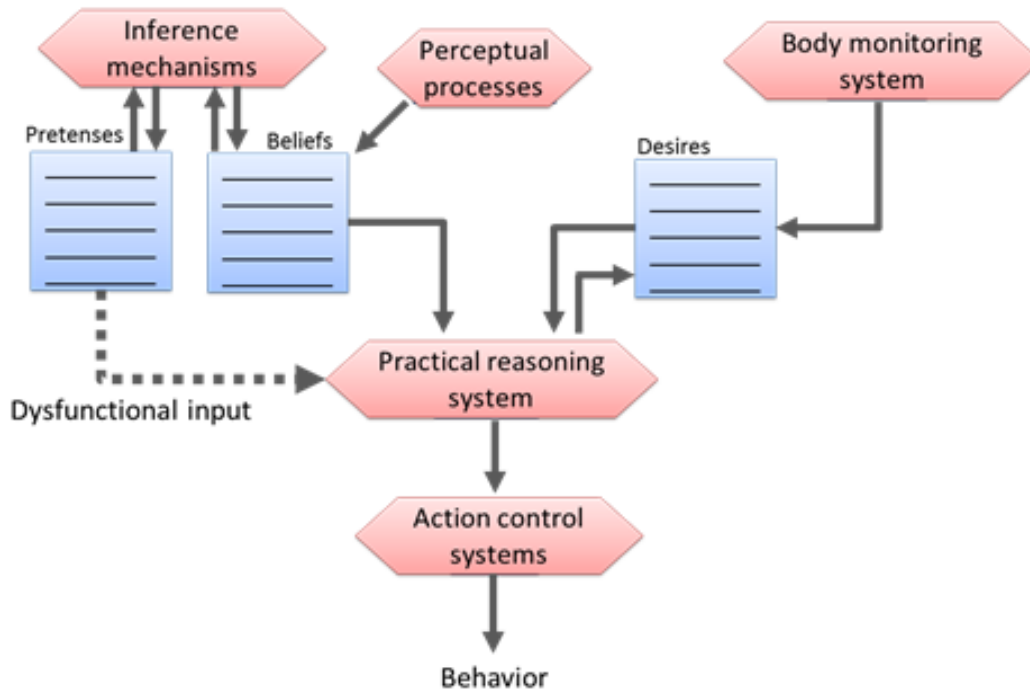 Inference
mechanisms
Perceptual
processes
Body monitoring
system
Pretenses
Beliefs
Desires
Practical reasoning
system
Dysfunctional input
Action control
systems
Behavior